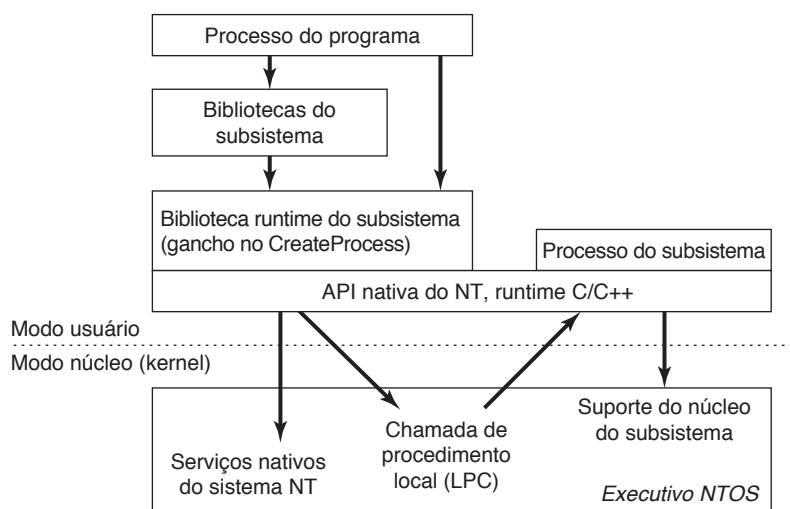 Processo do programa
Bibliotecas do
subsistema
Biblioteca runtime do subsistema
(gancho no CreateProcess)
Processo do subsistema
API nativa do NT, runtime C/C++
Modo usuário
Modo núcleo (kernel)
Serviços nativos
do sistema NT
Chamada de
procedimento
local (LPC)
Suporte do núcleo
do subsistema
Executivo NTOS